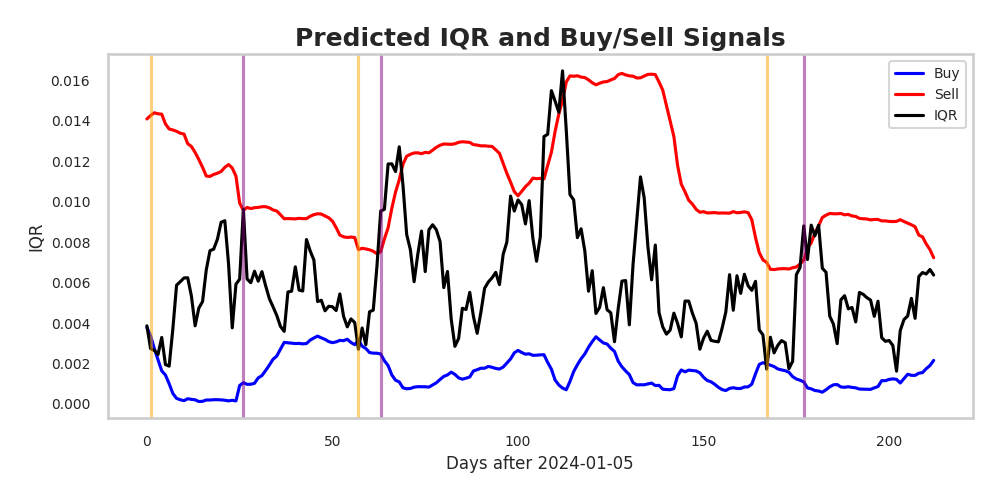 Predicted IQR and Buy/Sell Signals
IQR
0.016
0.014
0.012
0.010
0.008
0.006
0.004
0.002
0.000
Buy
Sell
IQR
0
50
100
150
200
Days after 2024-01-05